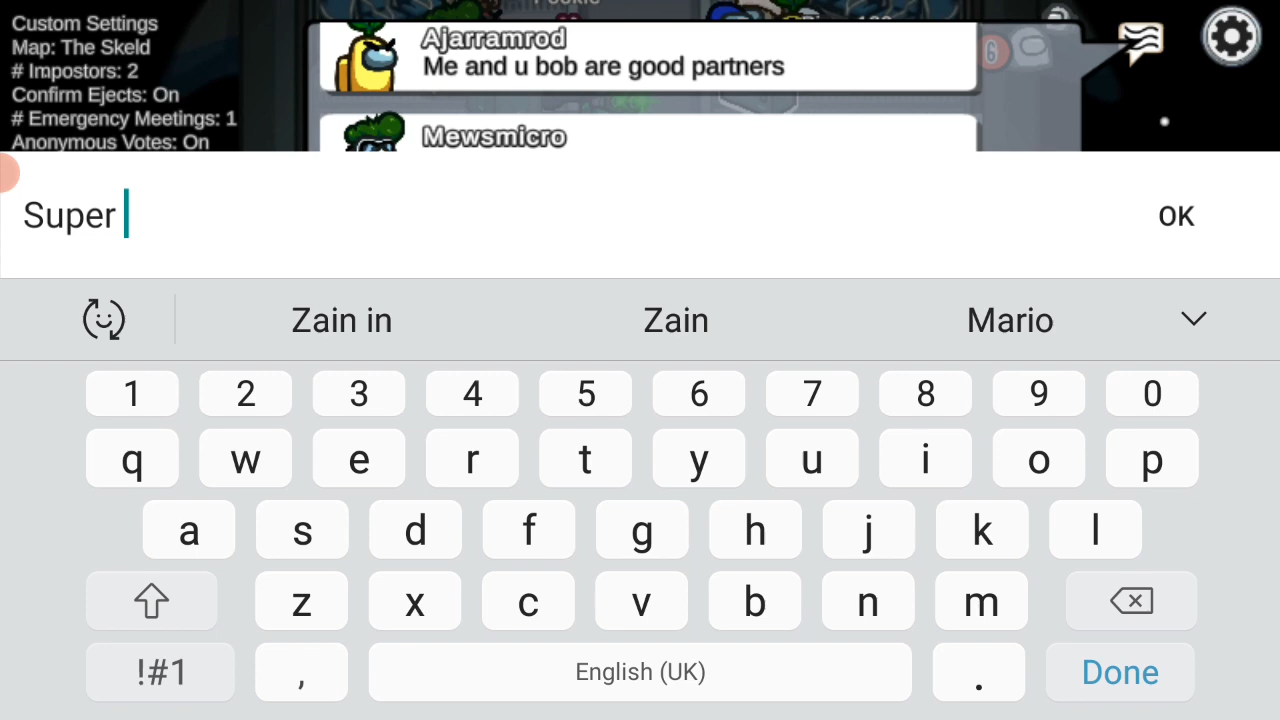 Custom Settings
Map: The Skeld
# Impostors: 2
Confirm Ejects: On
# Emergency Meetings: 1
Anonymous Votes: On
Ajarramrod
Me and u bob are good partners
Mewsmicro
Super
OK
Zain in
Zain
Mario
1 2 3 4 5 6 7 8 9 0
q w e r t y u i o p
a s d f g h j k l
z x c v b n m
!#1 , English (UK) . Done